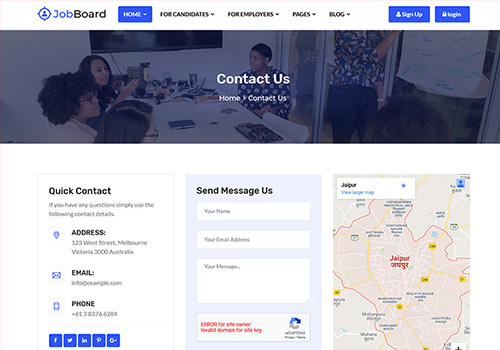 JobBoard
HOME
FOR CANDIDATES
FOR EMPLOYERS
PAGES
BLOG
Sign Up
login
Contact Us
Home > Contact Us
Quick Contact
If you have any questions simply use the
following contact details.
ADDRESS:
123 West Street, Melbourne
Victoria 3000 Australia
EMAIL:
info@example.com
PHONE
+61 3 8376 6284
Send Message Us
Your Name
Your Email Address
Your Message...
ERROR for site owner:
Invalid domain for site key
reCAPTCHA
Privacy - Terms
Jaipur
View larger map
Jaipur
जयपुर